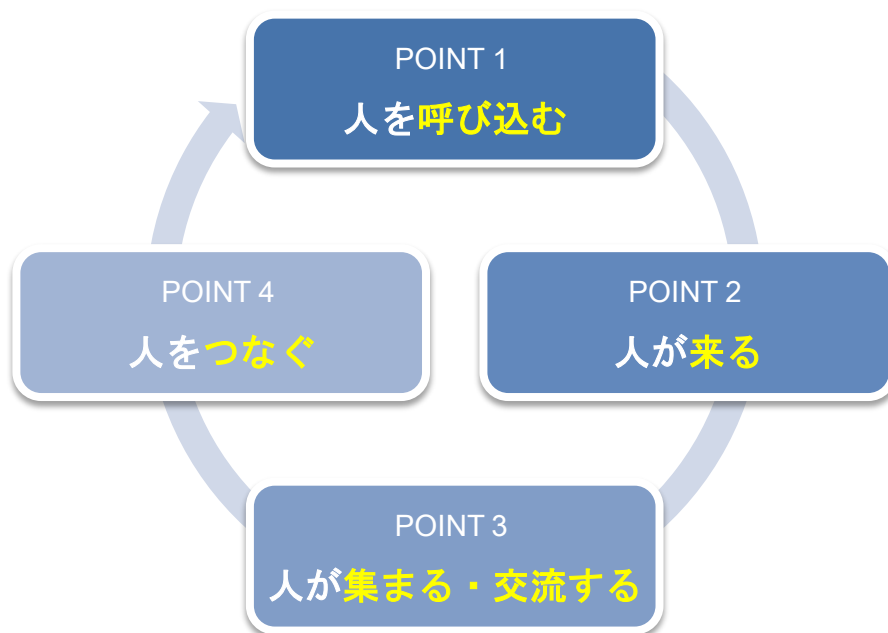 POINT 1
人を呼び込む
POINT 2
人が来る
POINT 3
人が集まる・交流する
POINT 4
人をつなぐ